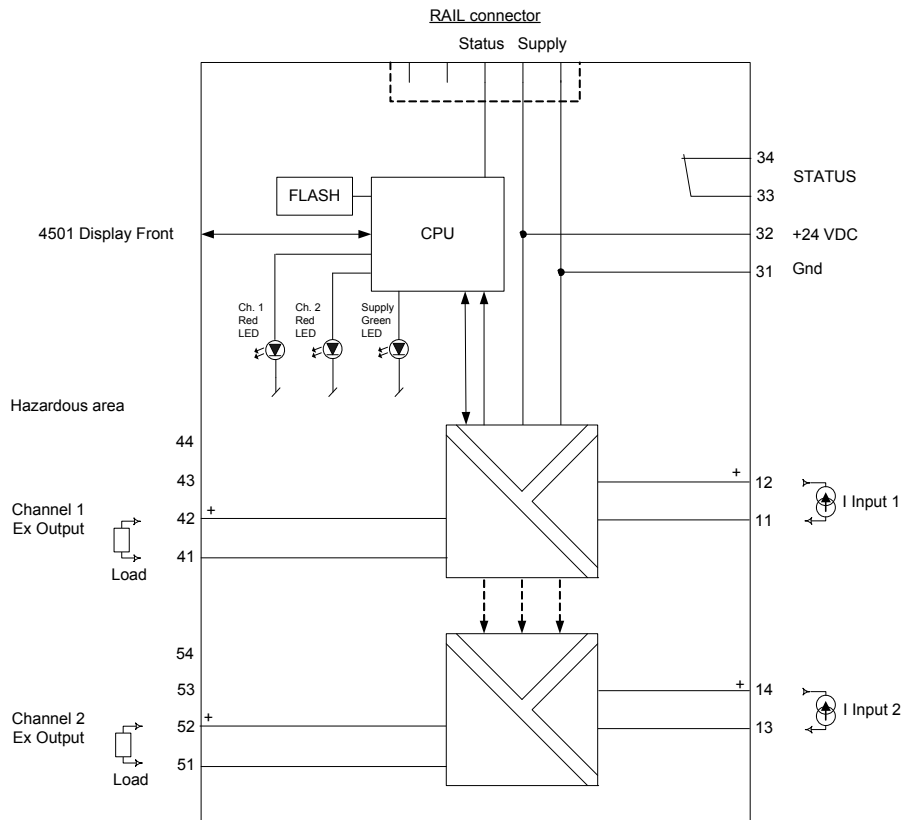 RAIL connector
Status Supply
34
STATUS
33
FLASH
CPU
4501 Display Front
32 +24 VDC
31 Gnd
Ch. 1
Red
LED
Ch. 2
Red
LED
Supply
Green
LED
Hazardous area
44
43
+ 12
I Input 1
11
Channel 1
Ex Output
42 +
41
Load
54
53
+ 14
I Input 2
13
Channel 2
Ex Output
52 +
51
Load